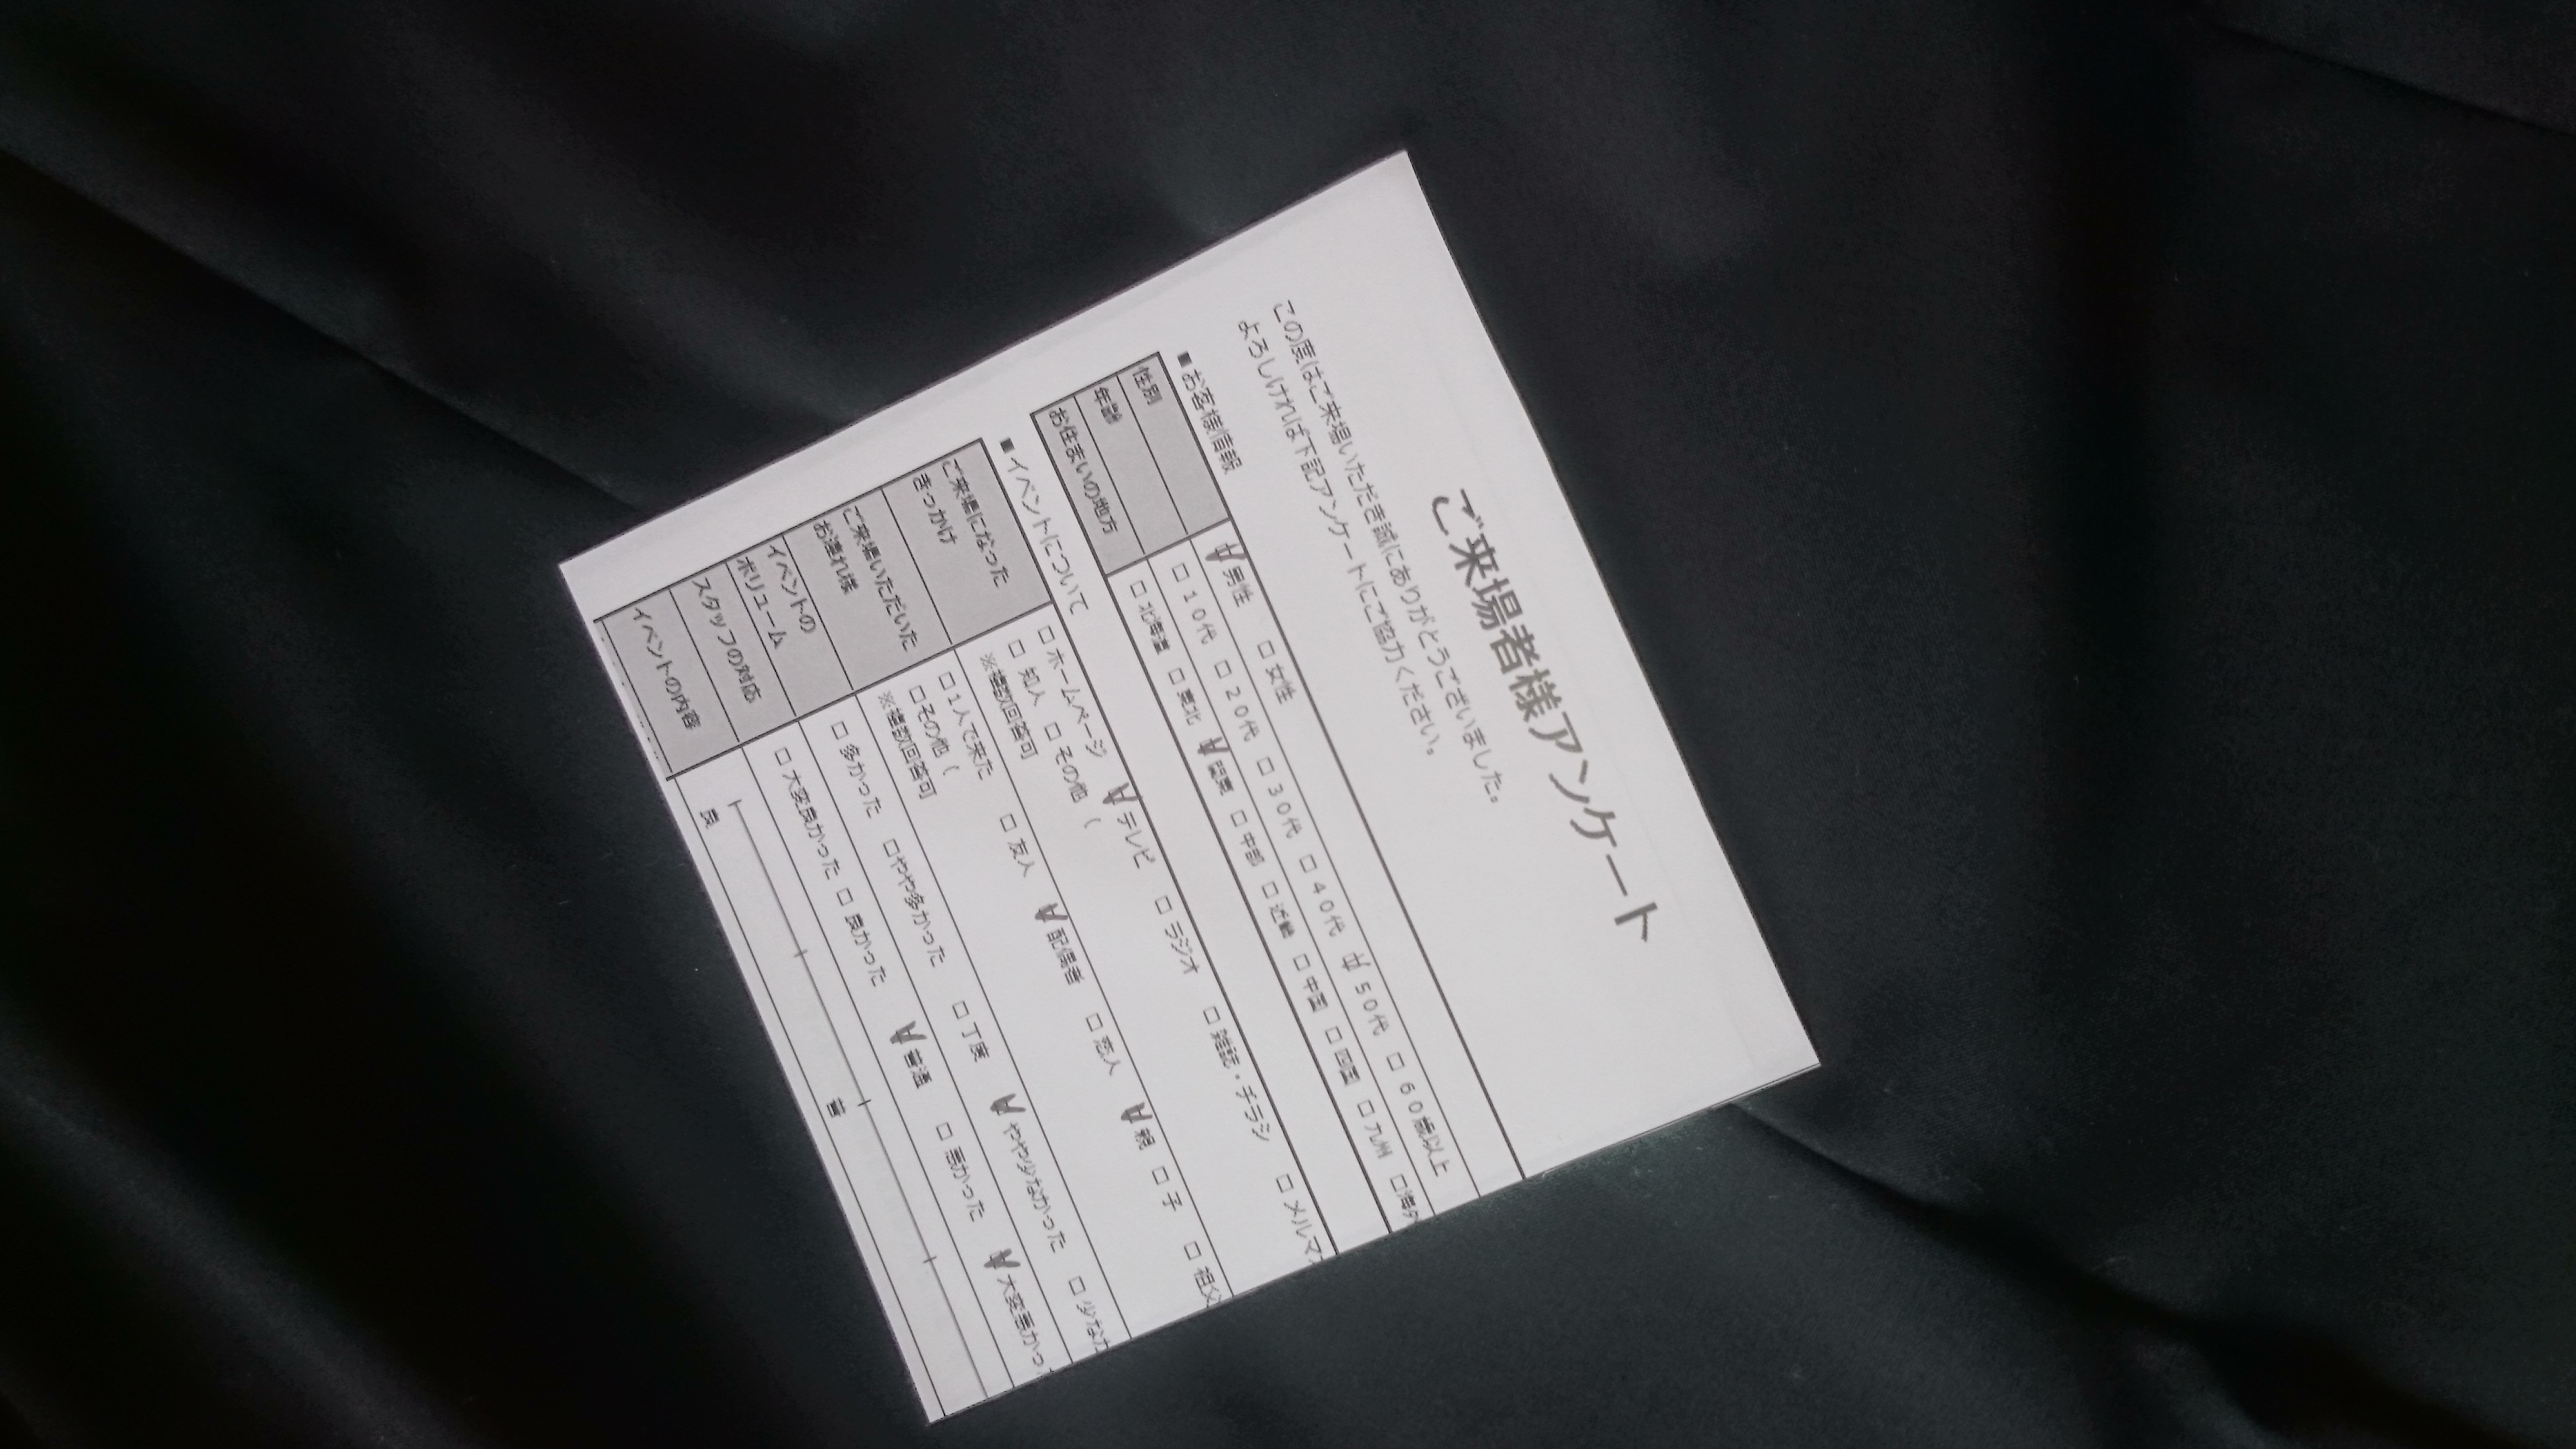 ご来場者様アンケート
この度はご来場いただき誠にありがとうございました。
よろしければ下記アンケートにご協力ください。
■ お客様情報
性別 ☑ 男性 □ 女性
年齢 □ 10代 □ 20代 □ 30代 □ 40代 ☑ 50代 □ 60歳以上
お住まいの地方 □ 北海道 □ 東北 ☑ 関東 □ 中部 □ 近畿 □ 中国 □ 四国 □ 九州 □ 海外
■ イベントについて
ご来場になった
きっかけ
□ ホームページ ☑ テレビ □ ラジオ □ 雑誌・チラシ □ メルマ
□ 知人 □ その他 (
※複数回答可
ご来場いただいた
お連れ様
□ 1人で来た □ 友人 ☑ 配偶者 □ 恋人 ☑ 親 □ 子 □ 祖父
□ その他 (
※複数回答可
イベントの
ボリューム
□ 多かった □ やや多かった □ 丁度 ☑ やや少なかった □ 少なか
スタッフの対応 □ 大変良かった □ 良かった ☑ 普通 □ 悪かった ☑ 大変悪かっ
イベントの内容
良 普